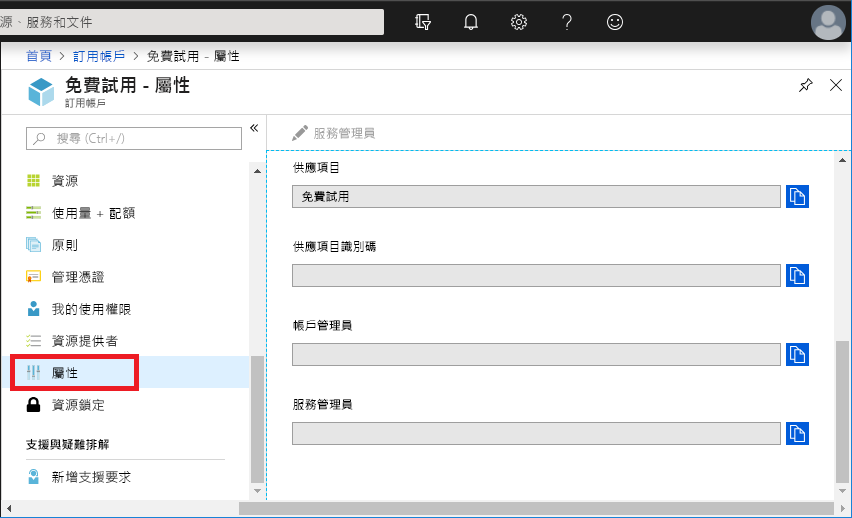 源、服務和文件
首頁 > 訂用帳戶 > 免費試用 - 屬性
免費試用 - 屬性
訂用帳戶
搜尋 (Ctrl+/)
資源
使用量 + 配額
原則
管理憑證
我的使用權限
資源提供者
屬性
資源鎖定
支援與疑難排解
新增支援要求
服務管理員
供應項目
免費試用
供應項目識別碼
帳戶管理員
服務管理員